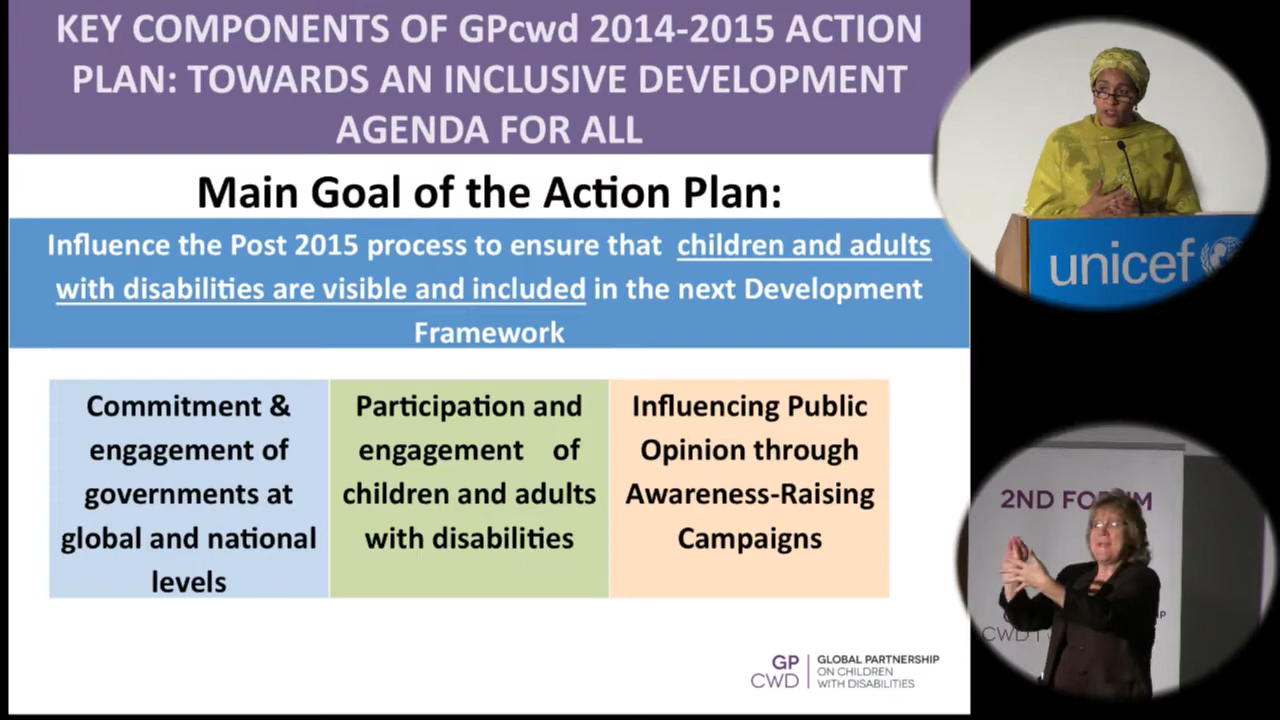 KEY COMPONENTS OF GPcwd 2014-2015 ACTION
PLAN: TOWARDS AN INCLUSIVE DEVELOPMENT
AGENDA FOR ALL
Main Goal of the Action Plan:
Influence the Post 2015 process to ensure that children and adults
with disabilities are visible and included in the next Development
Framework
Commitment &
engagement of
governments at
global and national
levels
Participation and
engagement of
children and adults
with disabilities
Influencing Public
Opinion through
Awareness-Raising
Campaigns
GP
CWD
GLOBAL PARTNERSHIP
ON CHILDREN
WITH DISABILITIES
unicef
2ND FORUM
CWD